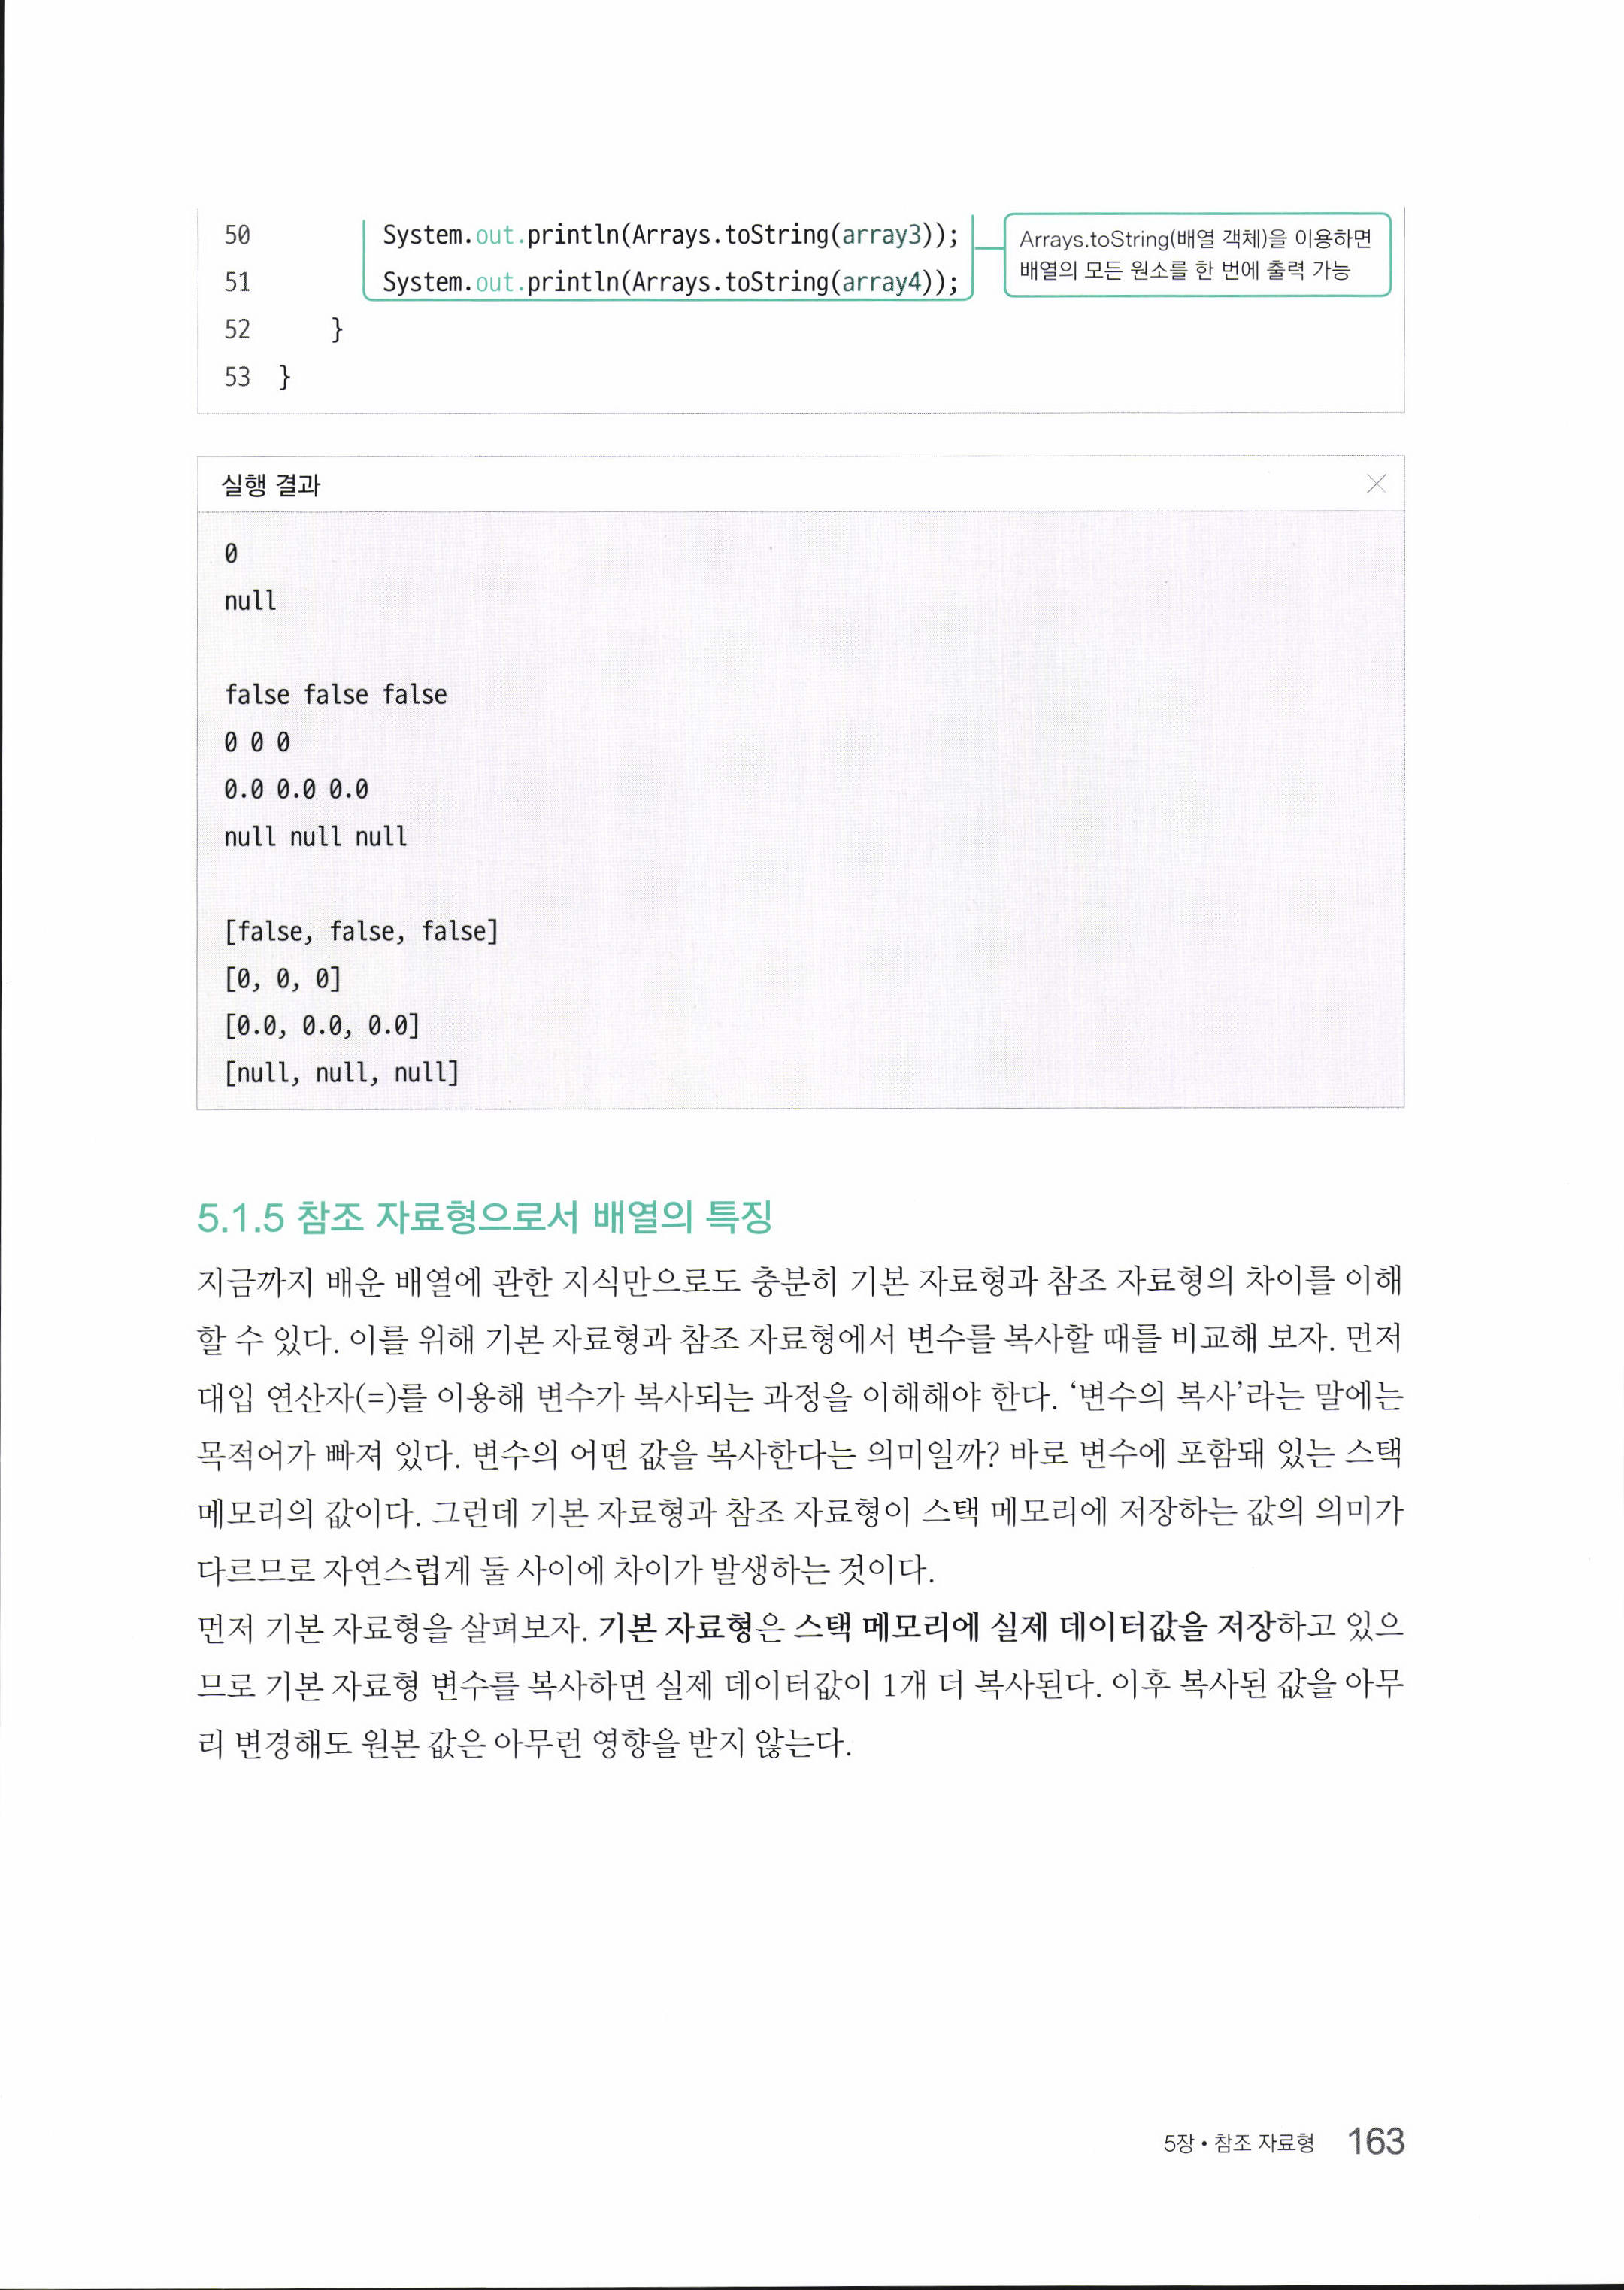 50 System.out.println(Arrays.toString(array3));
51 System.out.println(Arrays.toString(array4));
Arrays.toString(배열 객체)을 이용하면
배열의 모든 원소를 한 번에 출력 가능
52 }
53 }
실행 결과
0
null
false false false
0 0 0
0.0 0.0 0.0
null null null
[false, false, false]
[0, 0, 0]
[0.0, 0.0, 0.0]
[null, null, null]
5.1.5 참조 자료형으로서 배열의 특징
지금까지 배운 배열에 관한 지식만으로도 충분히 기본 자료형과 참조 자료형의 차이를 이해
할 수 있다. 이를 위해 기본 자료형과 참조 자료형에서 변수를 복사할 때를 비교해 보자. 먼저
대입 연산자(=)를 이용해 변수가 복사되는 과정을 이해해야 한다. ‘변수의 복사’라는 말에는
목적어가 빠져 있다. 변수의 어떤 값을 복사한다는 의미일까? 바로 변수에 포함돼 있는 스택
메모리의 값이다. 그런데 기본 자료형과 참조 자료형이 스택 메모리에 저장하는 값의 의미가
다르므로 자연스럽게 둘 사이에 차이가 발생하는 것이다.
먼저 기본 자료형을 살펴보자. 기본 자료형은 스택 메모리에 실제 데이터값을 저장하고 있으
므로 기본 자료형 변수를 복사하면 실제 데이터값이 1개 더 복사된다. 이후 복사된 값을 아무
리 변경해도 원본 값은 아무런 영향을 받지 않는다.
5장 • 참조 자료형 163